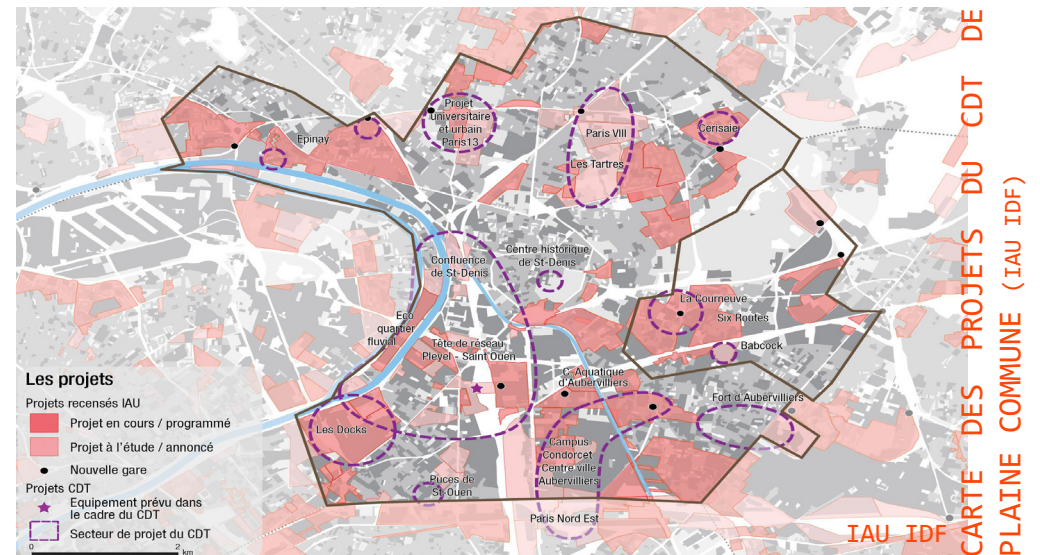 Projet
universitaire
et urbain
Paris13
Paris VIII
Cerisaie
Epinay
Les Tartres
Centre historique
de St-Denis
Confluence
de St-Denis
La Courneuve
Six Routes
Eco
quartier
fluvial
Tête de réseau
Pleyel - Saint Ouen
Babcock
C. Aquatique
d'Aubervilliers
Fort d'Aubervilliers
Les Docks
Campus
Condorcet
Centre ville
Aubervilliers
Puces de
St-Ouen
Paris Nord Est
Les projets
Projets recensés IAU
Projet en cours / programmé
Projet à l'étude / annoncé
Nouvelle gare
Projets CDT
Equipement prévu dans
le cadre du CDT
Secteur de projet du CDT
0 2
km
IAU IDF
CARTE DES PROJETS DU CDT DE
PLAINE COMMUNE (IAU IDF)